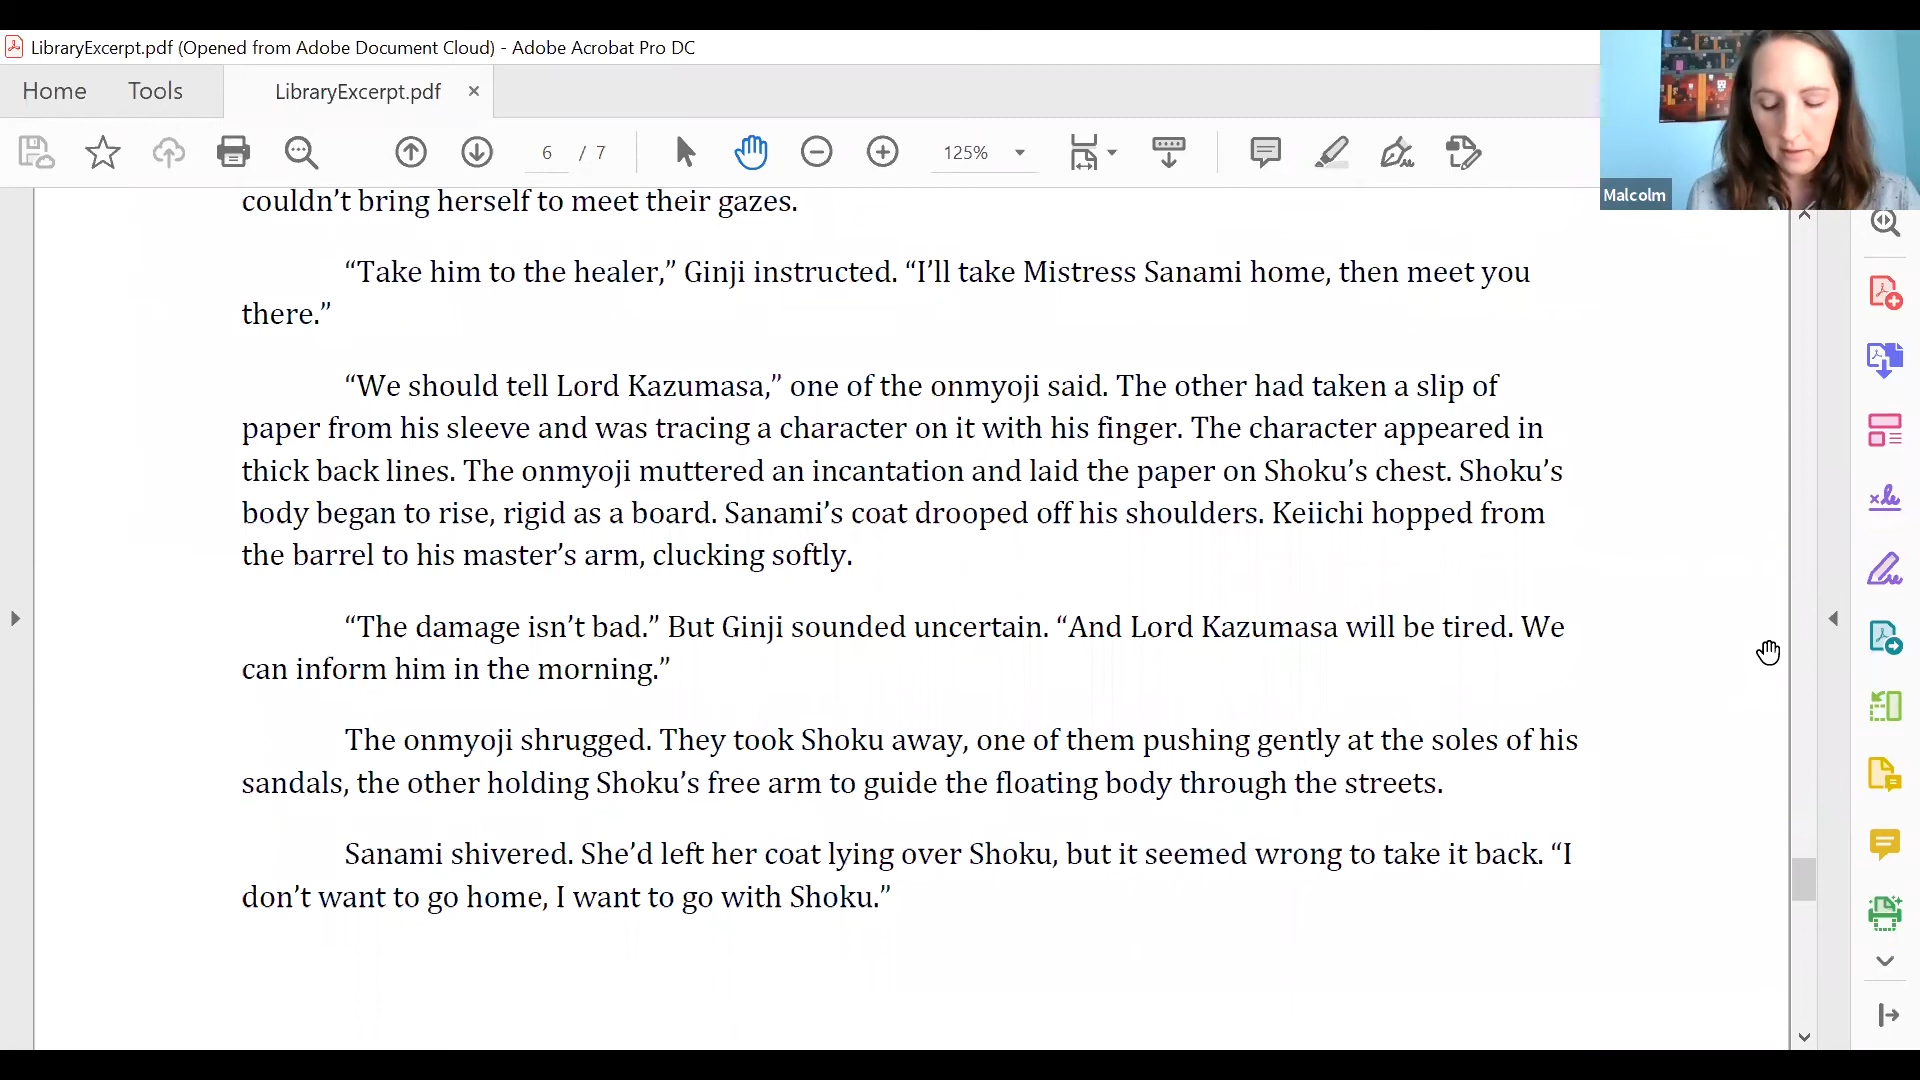 LibraryExcerpt.pdf (Opened from Adobe Document Cloud) - Adobe Acrobat Pro DC
Home Tools LibraryExcerpt.pdf ×
6 / 7 125%
Malcolm
couldn’t bring herself to meet their gazes.
“Take him to the healer,” Ginji instructed. “I’ll take Mistress Sanami home, then meet you
there.”
“We should tell Lord Kazumasa,” one of the onmyoji said. The other had taken a slip of
paper from his sleeve and was tracing a character on it with his finger. The character appeared in
thick back lines. The onmyoji muttered an incantation and laid the paper on Shoku’s chest. Shoku’s
body began to rise, rigid as a board. Sanami’s coat drooped off his shoulders. Keiichi hopped from
the barrel to his master’s arm, clucking softly.
“The damage isn’t bad.” But Ginji sounded uncertain. “And Lord Kazumasa will be tired. We
can inform him in the morning.”
The onmyoji shrugged. They took Shoku away, one of them pushing gently at the soles of his
sandals, the other holding Shoku’s free arm to guide the floating body through the streets.
Sanami shivered. She’d left her coat lying over Shoku, but it seemed wrong to take it back. “I
don’t want to go home, I want to go with Shoku.”